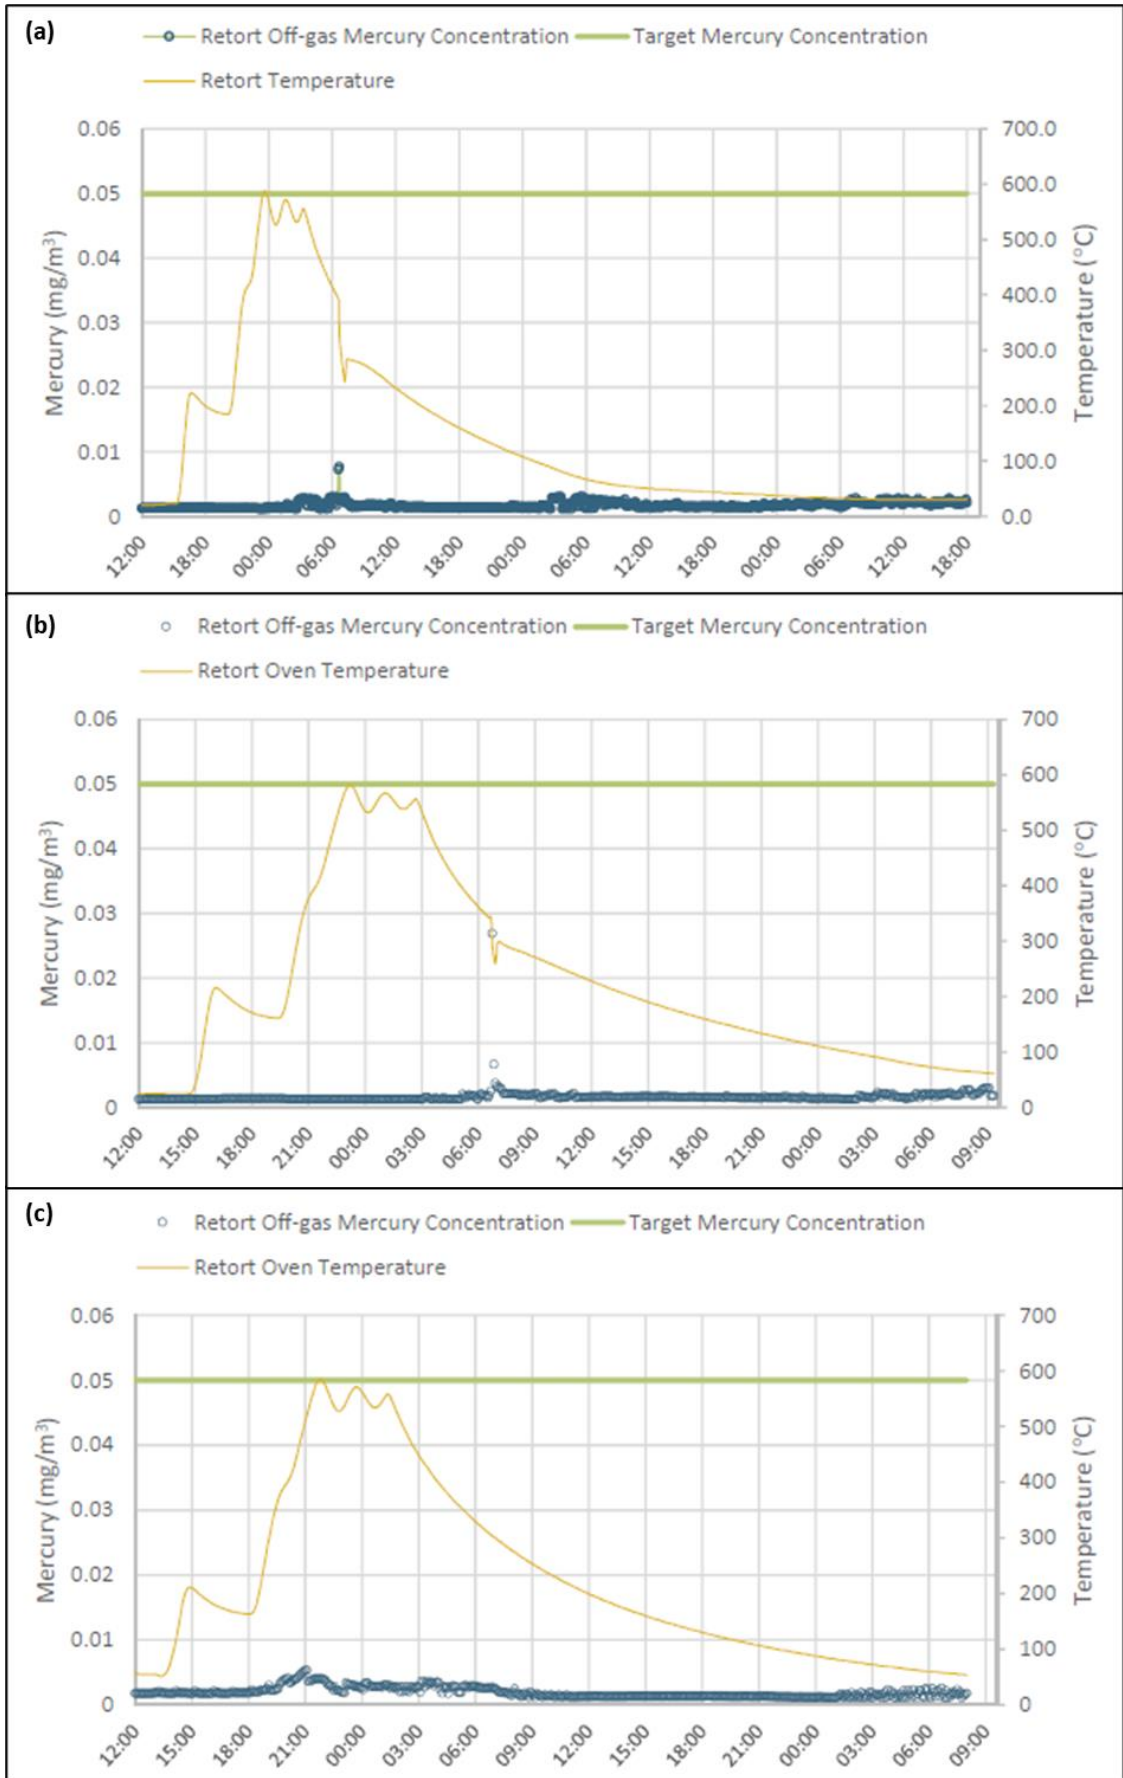 (a)
Retort Off-gas Mercury Concentration Target Mercury Concentration
Retort Temperature
0.06 700.0
0.05 600.0
0.04 500.0
0.03 400.0
0.02 300.0
0.01 200.0
0 100.0
0.0
Mercury (mg/m³)
Temperature (°C)
12:00 18:00 00:00 06:00 12:00 18:00 00:00 06:00 12:00 18:00 00:00 06:00 12:00 18:00
(b)
Retort Off-gas Mercury Concentration Target Mercury Concentration
Retort Oven Temperature
0.06 700
0.05 600
0.04 500
0.03 400
0.02 300
0.01 200
0 100
0
Mercury (mg/m³)
Temperature (°C)
12:00 15:00 18:00 21:00 00:00 03:00 06:00 09:00 12:00 15:00 18:00 21:00 00:00 03:00 06:00 09:00
(c)
Retort Off-gas Mercury Concentration Target Mercury Concentration
Retort Oven Temperature
0.06 700
0.05 600
0.04 500
0.03 400
0.02 300
0.01 200
0 100
0
Mercury (mg/m³)
Temperature (°C)
12:00 15:00 18:00 21:00 00:00 03:00 06:00 09:00 12:00 15:00 18:00 21:00 00:00 03:00 06:00 09:00